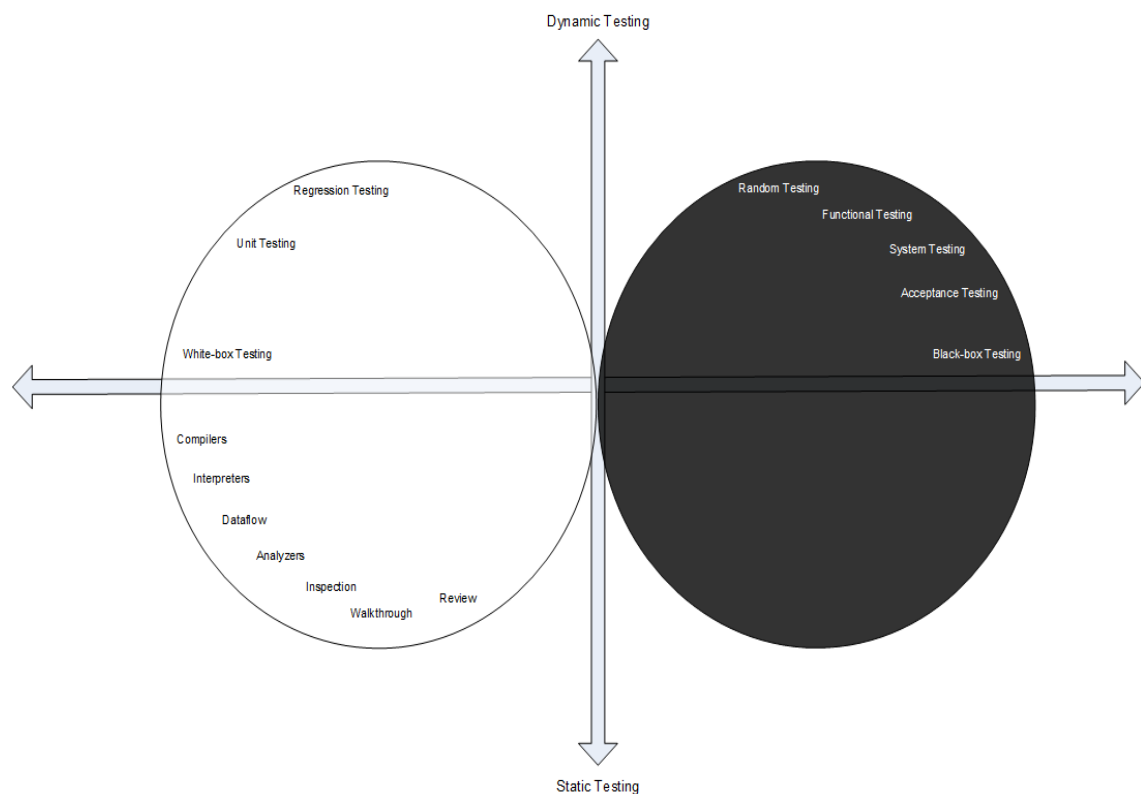 Dynamic Testing
Regression Testing
Unit Testing
White-box Testing
Compilers
Interpreters
Dataflow
Analyzers
Inspection
Walkthrough
Review
Random Testing
Functional Testing
System Testing
Acceptance Testing
Black-box Testing
Static Testing